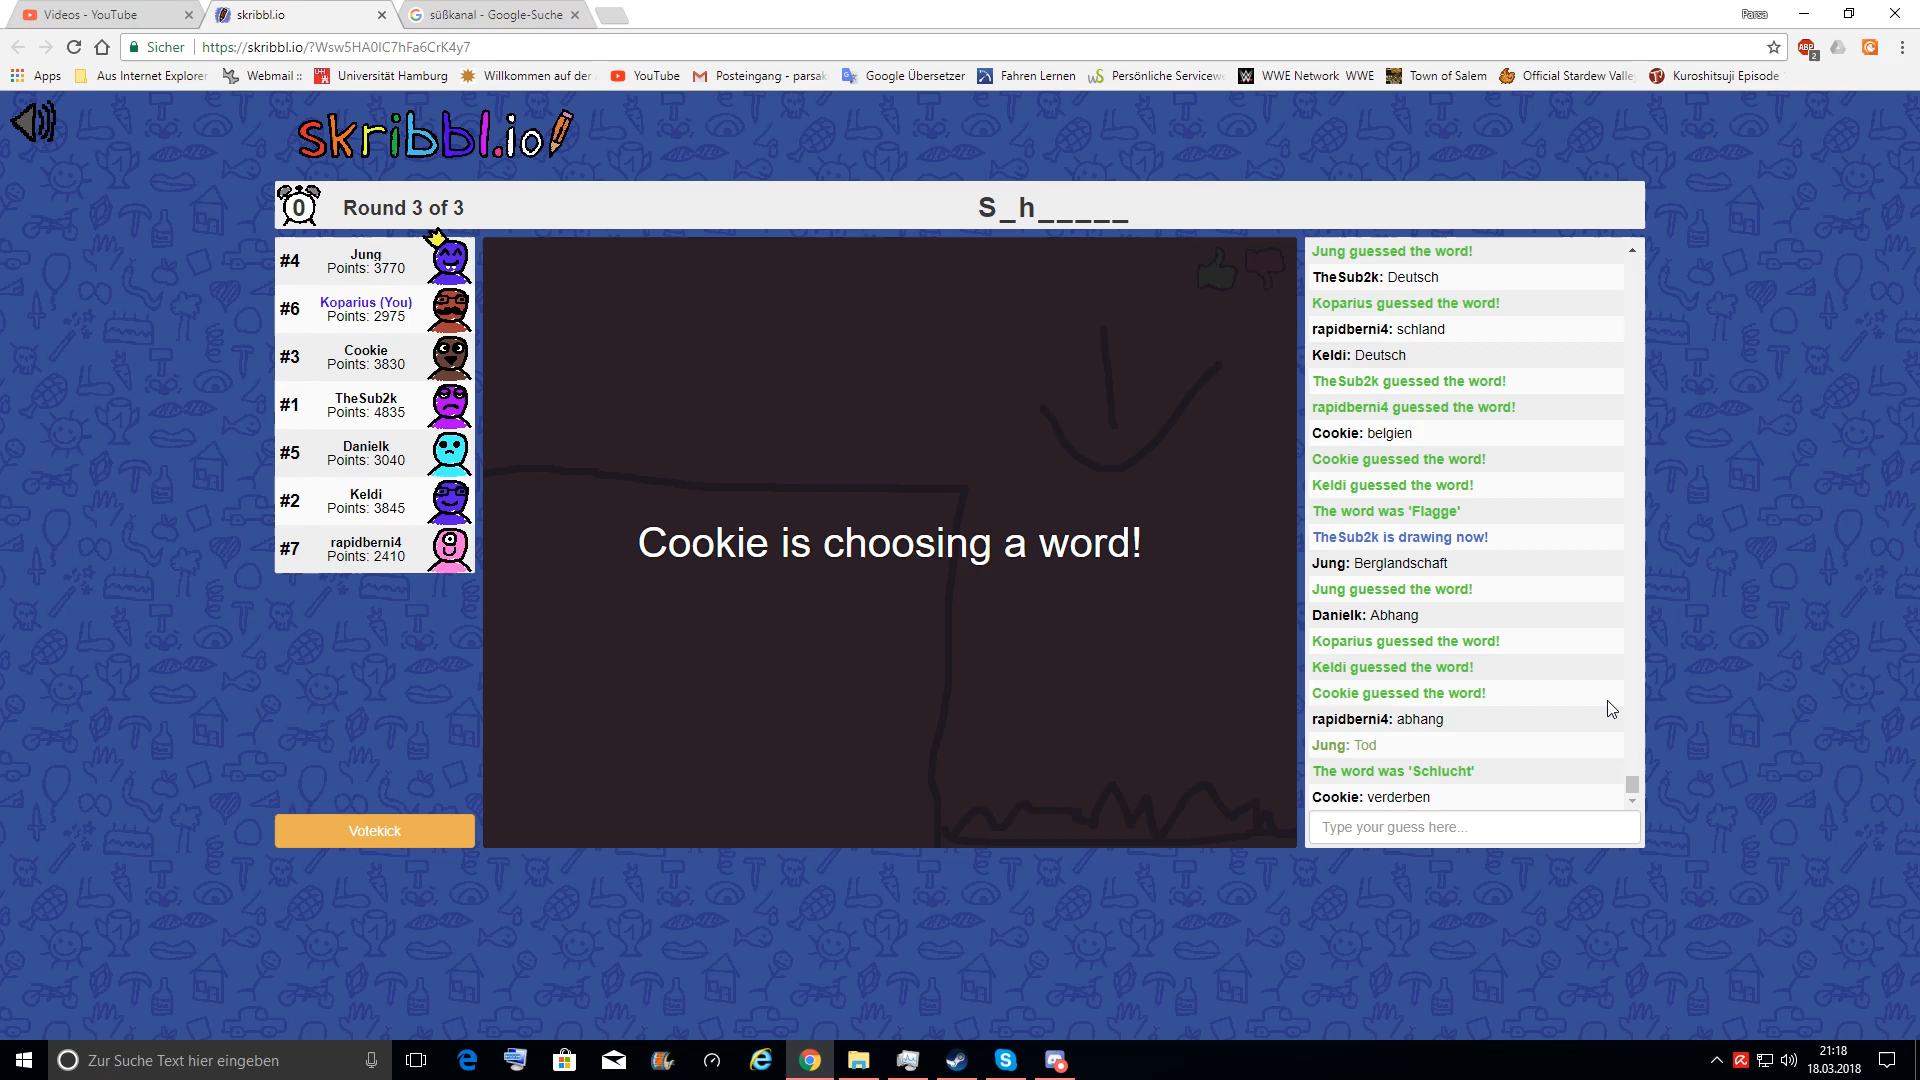 Videos - YouTube
skribbl.io
süßkanal - Google-Suche
Parsa
Sicher
https://skribbl.io/?Wsw5HA0IC7hFa6CrK4y7
ABP
2
Apps
Aus Internet Explorer
Webmail ::
Universität Hamburg
Willkommen auf der
YouTube
Posteingang - parsak
Google Übersetzer
Fahren Lernen
Persönliche Service
WWE Network WWE
Town of Salem
Official Stardew Valle
Kuroshitsuji Episode
skribbl.io
0
Round 3 of 3
S_h_____
#4
Jung
Points: 3770
#6
Koparius (You)
Points: 2975
#3
Cookie
Points: 3830
#1
TheSub2k
Points: 4835
#5
Danielk
Points: 3040
#2
Keldi
Points: 3845
#7
rapidberni4
Points: 2410
Votekick
Cookie is choosing a word!
Jung guessed the word!
TheSub2k: Deutsch
Koparius guessed the word!
rapidberni4: schland
Keldi: Deutsch
TheSub2k guessed the word!
rapidberni4 guessed the word!
Cookie: belgien
Cookie guessed the word!
Keldi guessed the word!
The word was 'Flagge'
TheSub2k is drawing now!
Jung: Berglandschaft
Jung guessed the word!
Danielk: Abhang
Koparius guessed the word!
Keldi guessed the word!
Cookie guessed the word!
rapidberni4: abhang
Jung: Tod
The word was 'Schlucht'
Cookie: verderben
Type your guess here...
Zur Suche Text hier eingeben
21:18
18.03.2018